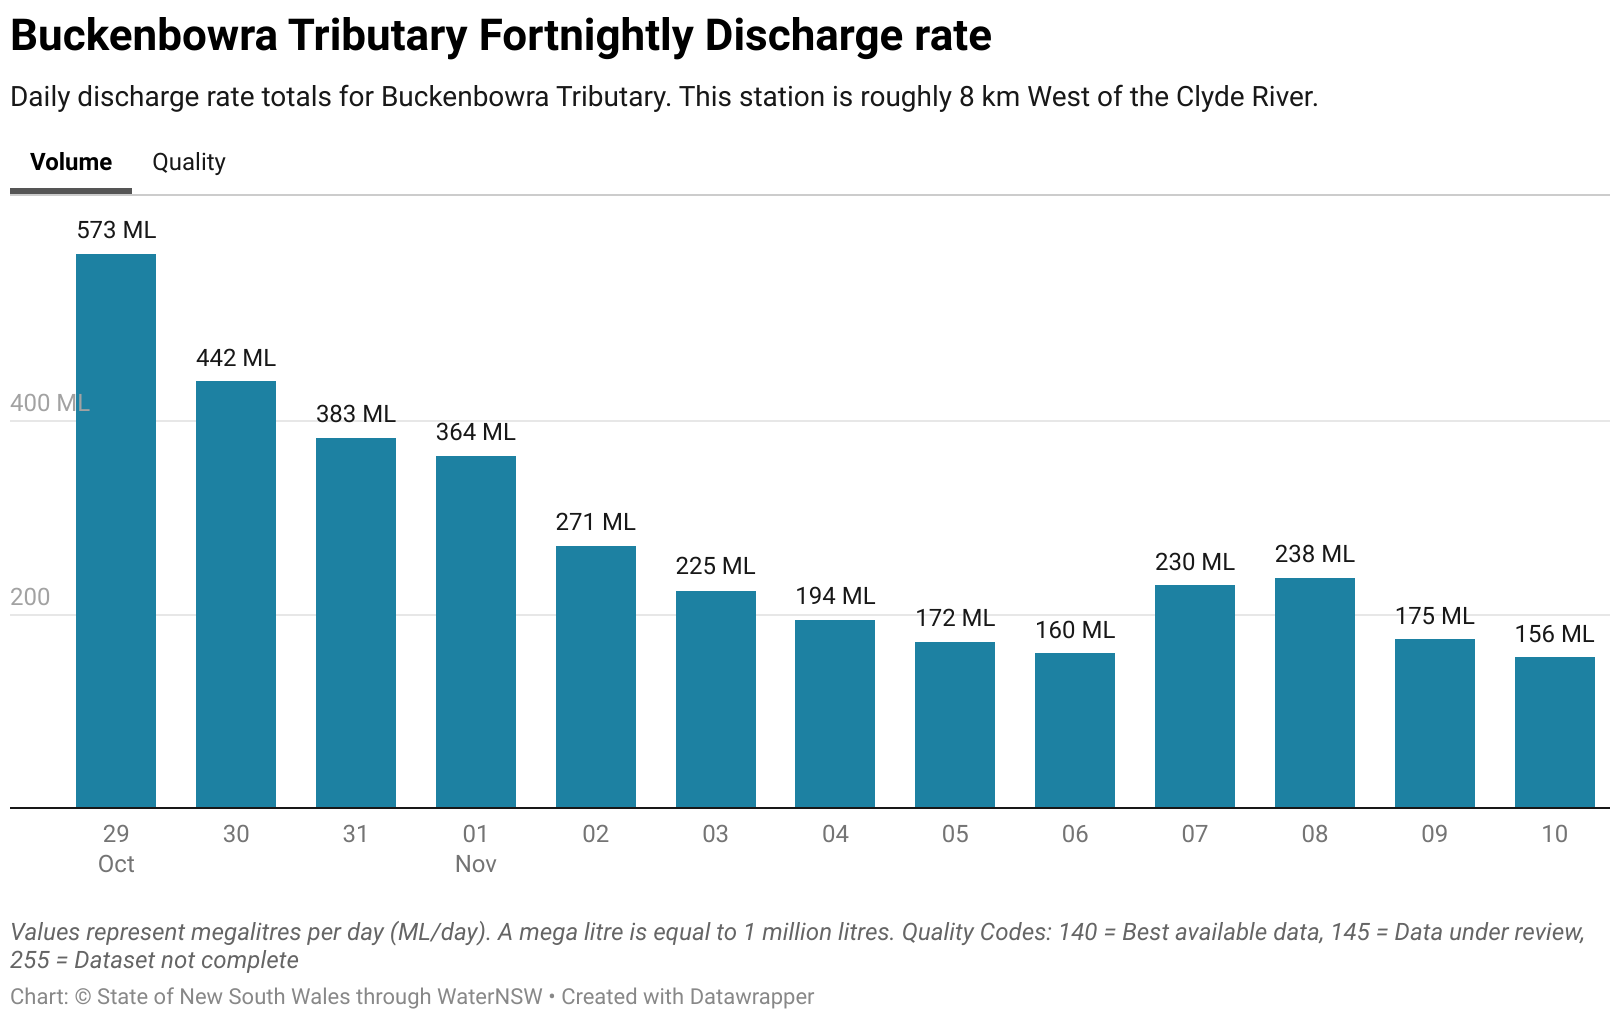 Buckenbowra Tributary Fortnightly Discharge rate
Daily discharge rate totals for Buckenbowra Tributary. This station is roughly 8 km West of the Clyde River.
Volume Quality
573 ML
442 ML
400 ML
383 ML
364 ML
271 ML
225 ML
200
194 ML
172 ML
160 ML
230 ML
238 ML
175 ML
156 ML
29 30 31 01 02 03 04 05 06 07 08 09 10
Oct Nov
Values represent megalitres per day (ML/day). A mega litre is equal to 1 million litres. Quality Codes: 140 = Best available data, 145 = Data under review,
255 = Dataset not complete
Chart: © State of New South Wales through WaterNSW • Created with Datawrapper